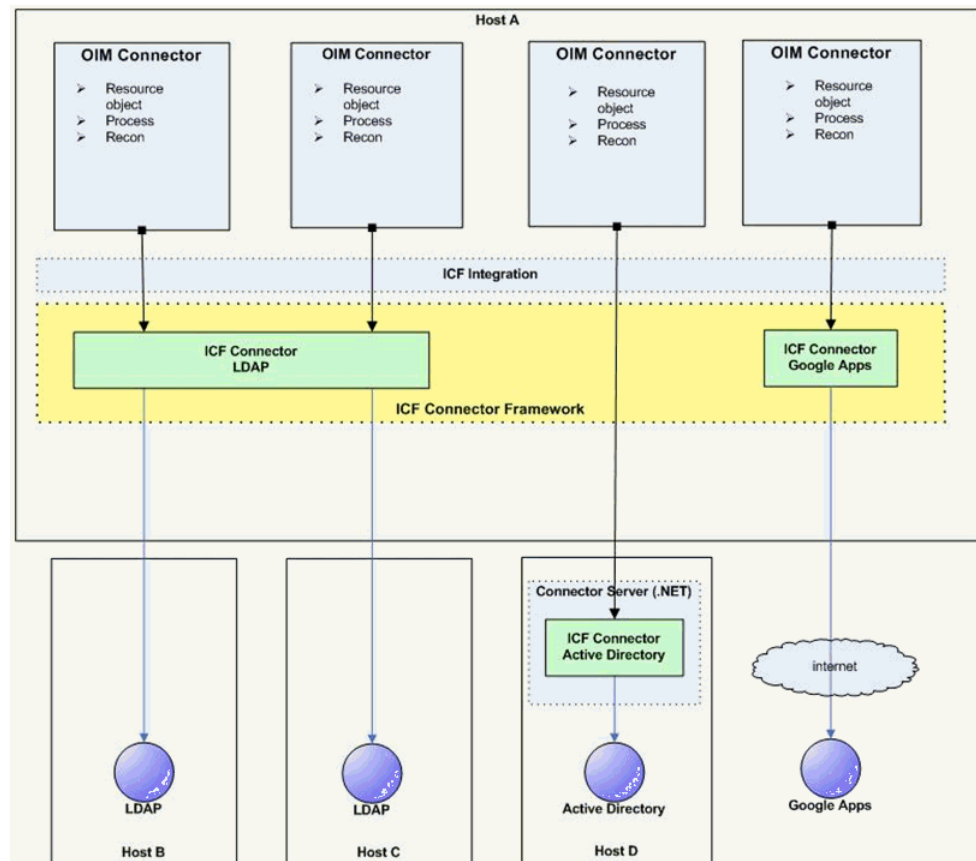 Host A
OIM Connector
Resource
object
Process
Recon
OIM Connector
Resource
object
Process
Recon
OIM Connector
Resource
object
Process
Recon
OIM Connector
Resource
object
Process
Recon
ICF Integration
ICF Connector
LDAP
ICF Connector
Google Apps
ICF Connector Framework
Connector Server (.NET)
ICF Connector
Active Directory
internet
LDAP
LDAP
Active Directory
Google Apps
Host B
Host C
Host D